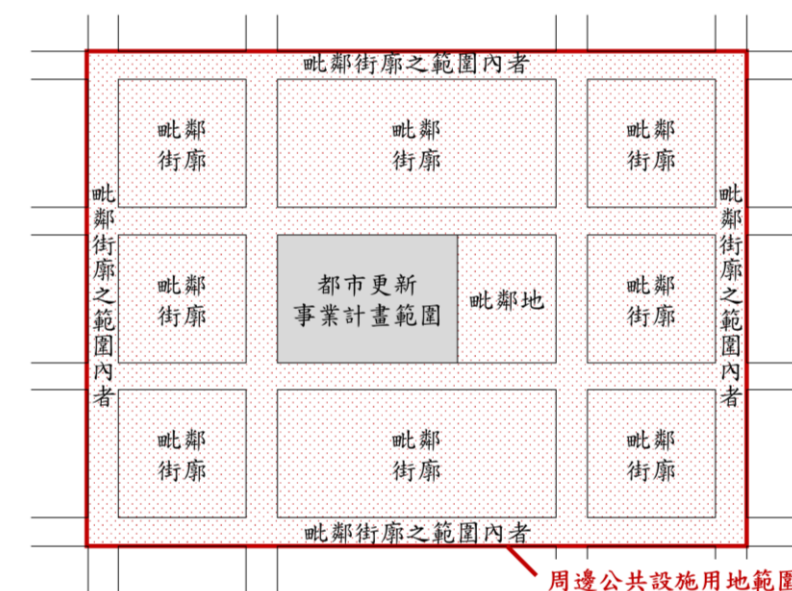 毗鄰街廓之範圍內者
毗鄰
街廓
毗鄰
街廓
毗鄰
街廓
毗鄰街廓之範圍內者
毗鄰街廓之範圍內者
毗鄰
街廓
都市更新
事業計畫範圍
毗鄰地
毗鄰
街廓
毗鄰
街廓
毗鄰
街廓
毗鄰
街廓
毗鄰街廓之範圍內者
周邊公共設施用地範圍